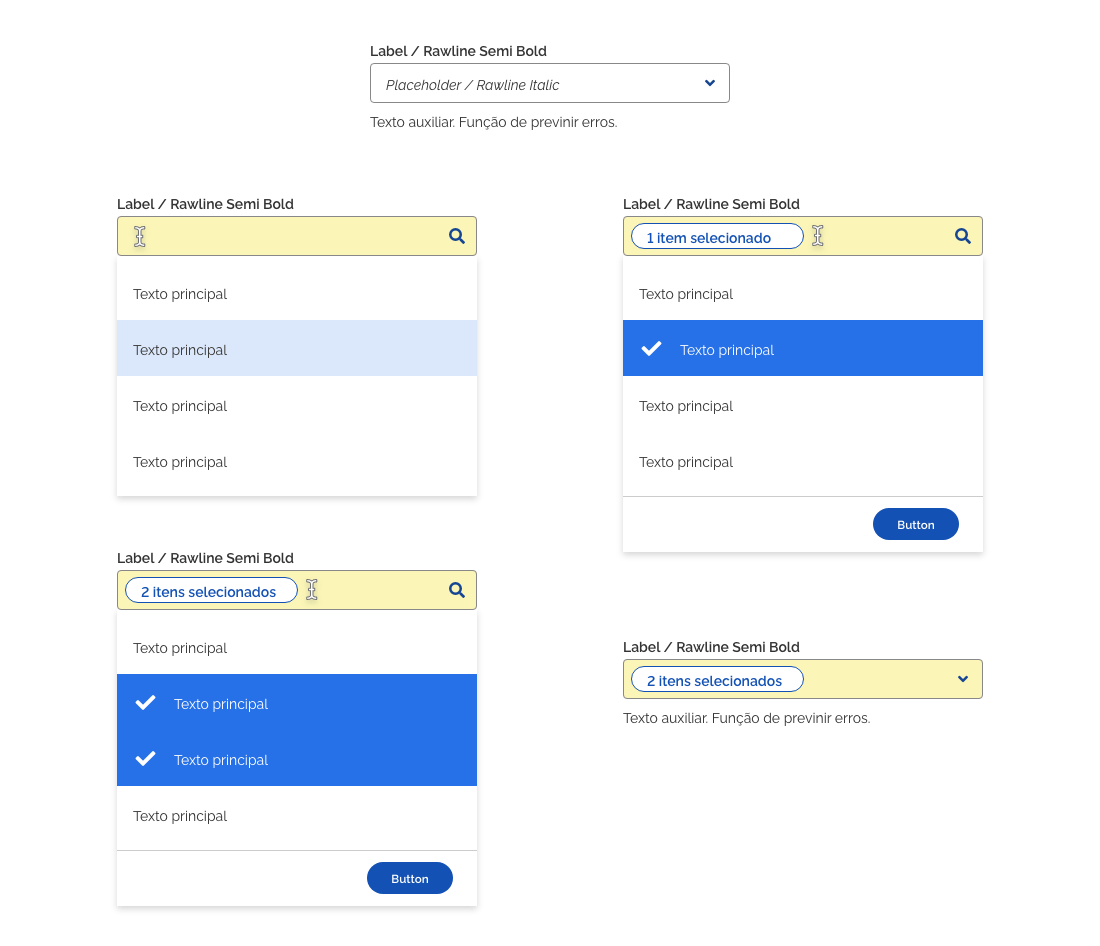 Label / Rawline Semi Bold
Placeholder / Rawline Italic
Texto auxiliar. Função de previnir erros.
Label / Rawline Semi Bold
Texto principal
Texto principal
Texto principal
Texto principal
Label / Rawline Semi Bold
1 item selecionado
Texto principal
Texto principal
Texto principal
Texto principal
Button
Label / Rawline Semi Bold
2 itens selecionados
Texto principal
Texto principal
Texto principal
Texto principal
Button
Label / Rawline Semi Bold
2 itens selecionados
Texto auxiliar. Função de previnir erros.